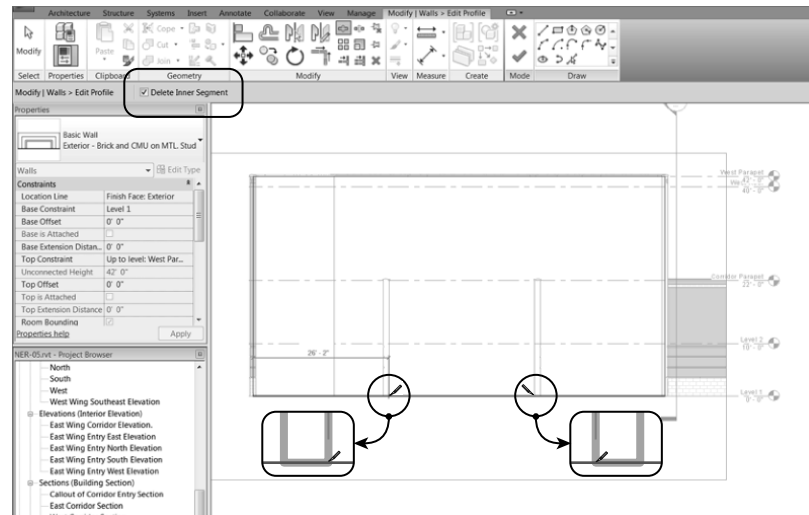 Architecture Structure Systems Insert Annotate Collaborate View Manage Modify | Walls > Edit Profile
Modify
Paste
Cope
Cut
Join
Select Properties Clipboard Geometry Modify View Measure Create Mode Draw
Modify | Walls > Edit Profile Delete Inner Segment
Properties
Basic Wall
Exterior - Brick and CMU on MTL. Stud
Walls Edit Type
Constraints
Location Line Finish Face: Exterior
Base Constraint Level 1
Base Offset 0' 0"
Base is Attached
Base Extension Distan... 0' 0"
Top Constraint Up to level: West Par...
Unconnected Height 42' 0"
Top Offset 0' 0"
Top is Attached
Top Extension Distance 0' 0"
Room Bounding
Properties help Apply
NER-05.rvt - Project Browser
North
South
West
West Wing Southeast Elevation
Elevations (Interior Elevation)
East Wing Corridor Elevation.
East Wing Entry East Elevation
East Wing Entry North Elevation
East Wing Entry South Elevation
East Wing Entry West Elevation
Sections (Building Section)
Callout of Corridor Entry Section
East Corridor Section
West Parapet
40' - 0"
Corridor Parapet
22' - 0"
Level 2
10' - 0"
Level 1
0' - 0"
26' - 2"